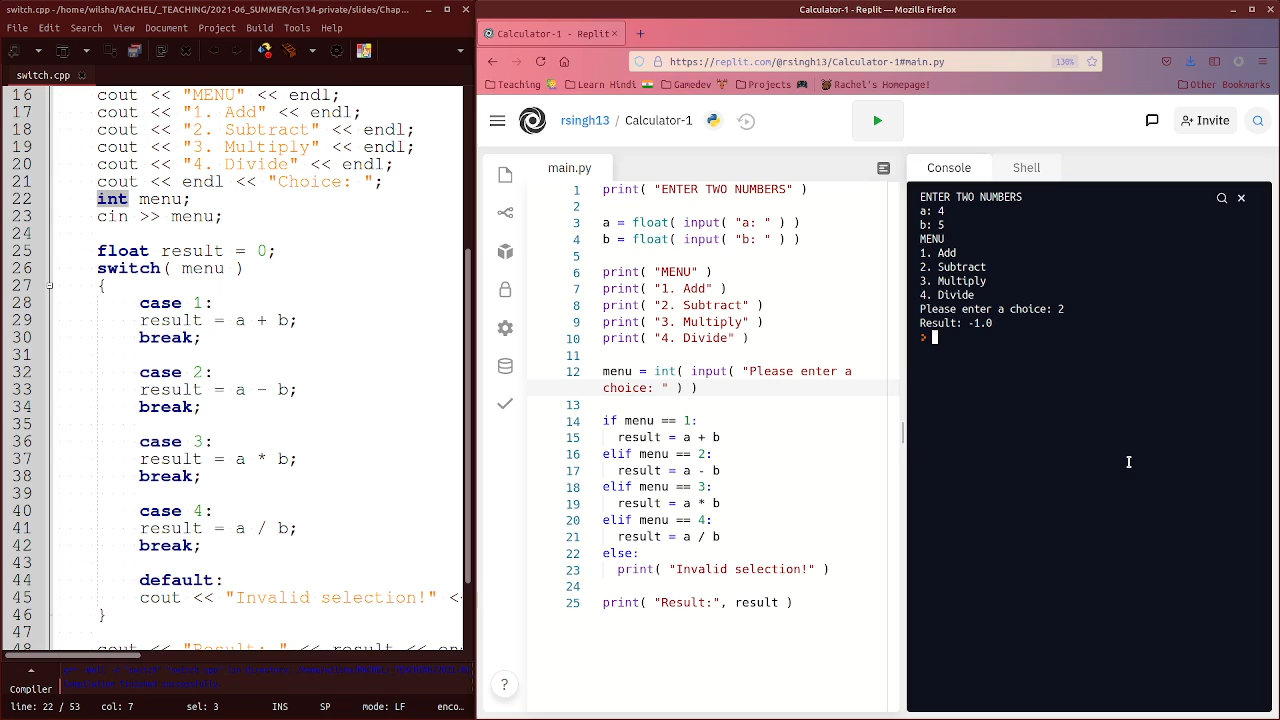 switch.cpp - /home/wilsha/RACHEL/_TEACHING/2021-06_SUMMER/cs134-private/slides/Chap...
File Edit Search View Document Project Build Tools Help
switch.cpp
16 cout << "MENU" << endl;
17 cout << "1. Add" << endl;
18 cout << "2. Subtract" << endl;
19 cout << "3. Multiply" << endl;
20 cout << "4. Divide" << endl;
21 cout << endl << "Choice: ";
22 int menu;
23 cin >> menu;
24
25 float result = 0;
26 switch( menu )
27 {
28 case 1:
29 result = a + b;
30 break;
31
32 case 2:
33 result = a - b;
34 break;
35
36 case 3:
37 result = a * b;
38 break;
39
40 case 4:
41 result = a / b;
42 break;
43
44 default:
45 cout << "Invalid selection!" <<
46 }
47
48 cout << "Result: " << result << en
Compiler
line: 22 / 53 col: 7 sel: 3 INS SP mode: LF enco...
Calculator-1 - Replit — Mozilla Firefox
Calculator-1 - Replit
https://replit.com/@rsingh13/Calculator-1#main.py 130%
Teaching Learn Hindi Gamedev Projects Rachel's Homepage! Other Bookmarks
rsingh13 / Calculator-1 Invite
main.py
1 print( "ENTER TWO NUMBERS" )
2
3 a = float( input( "a: " ) )
4 b = float( input( "b: " ) )
5
6 print( "MENU" )
7 print( "1. Add" )
8 print( "2. Subtract" )
9 print( "3. Multiply" )
10 print( "4. Divide" )
11
12 menu = int( input( "Please enter a
choice: " ) )
13
14 if menu == 1:
15 result = a + b
16 elif menu == 2:
17 result = a - b
18 elif menu == 3:
19 result = a * b
20 elif menu == 4:
21 result = a / b
22 else:
23 print( "Invalid selection!" )
24
25 print( "Result:", result )
?
Console Shell
ENTER TWO NUMBERS
a: 4
b: 5
MENU
1. Add
2. Subtract
3. Multiply
4. Divide
Please enter a choice: 2
Result: -1.0
>